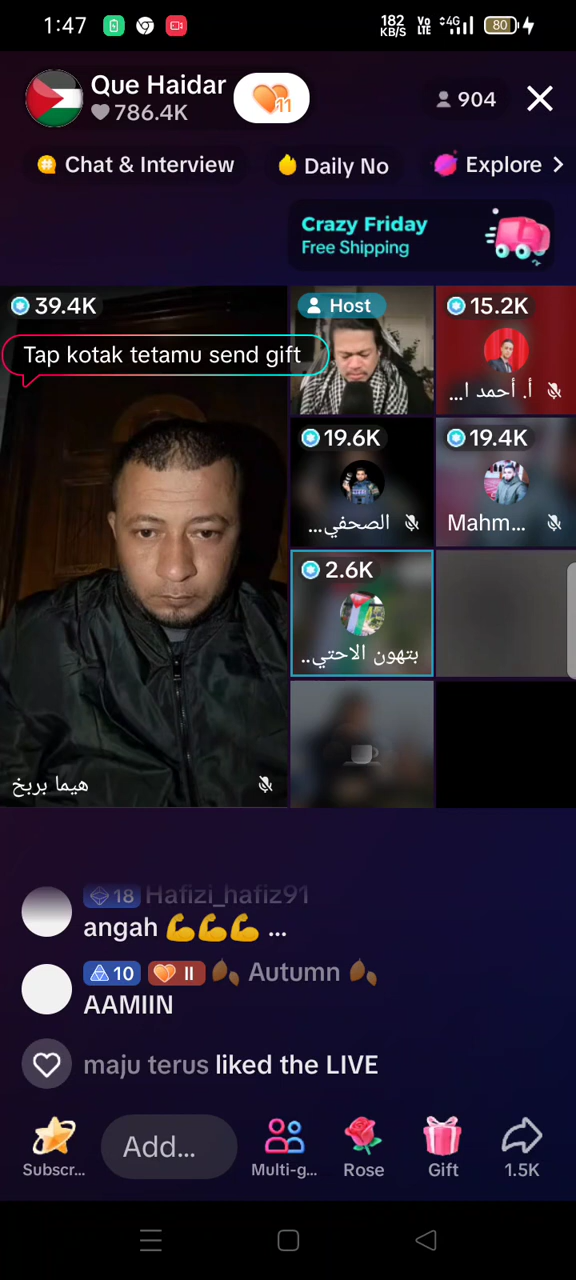 1:47
182
KB/S
Vo
LTE
4G
80
Que Haidar
786.4K
11
904
Chat & Interview
Daily No
Explore
Crazy Friday
Free Shipping
39.4K
Host
15.2K
Tap kotak tetamu send gift
أ. أحمد ا...
19.6K
19.4K
الصحفي...
Mahm...
2.6K
بتهون الاحتي..
هيما بربخ
18 Hafizi_hafiz91
angah 💪💪💪 ...
10 II 🍂 Autumn 🍂
AAMIIN
maju terus liked the LIVE
Subscr...
Add...
Multi-g...
Rose
Gift
1.5K